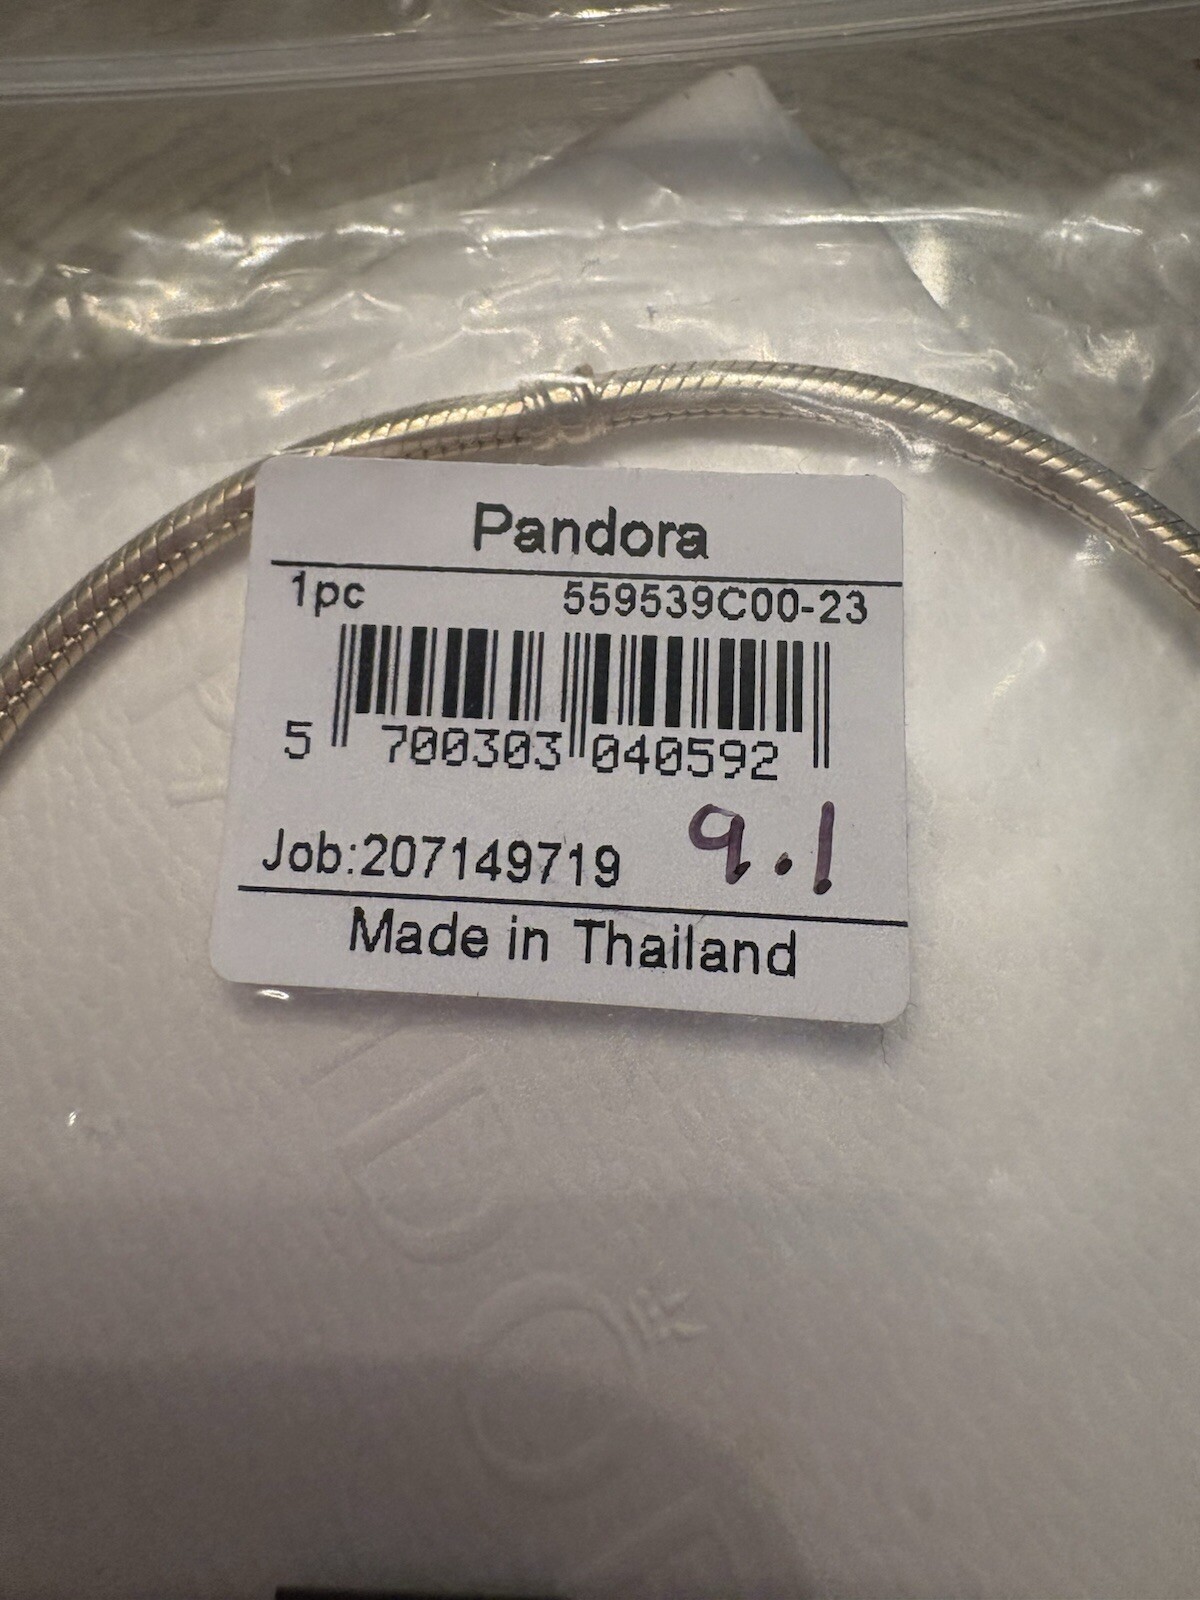 Pandora
1pc 559539C00-23
5 700303 040592
Job:207149719 9.1
Made in Thailand